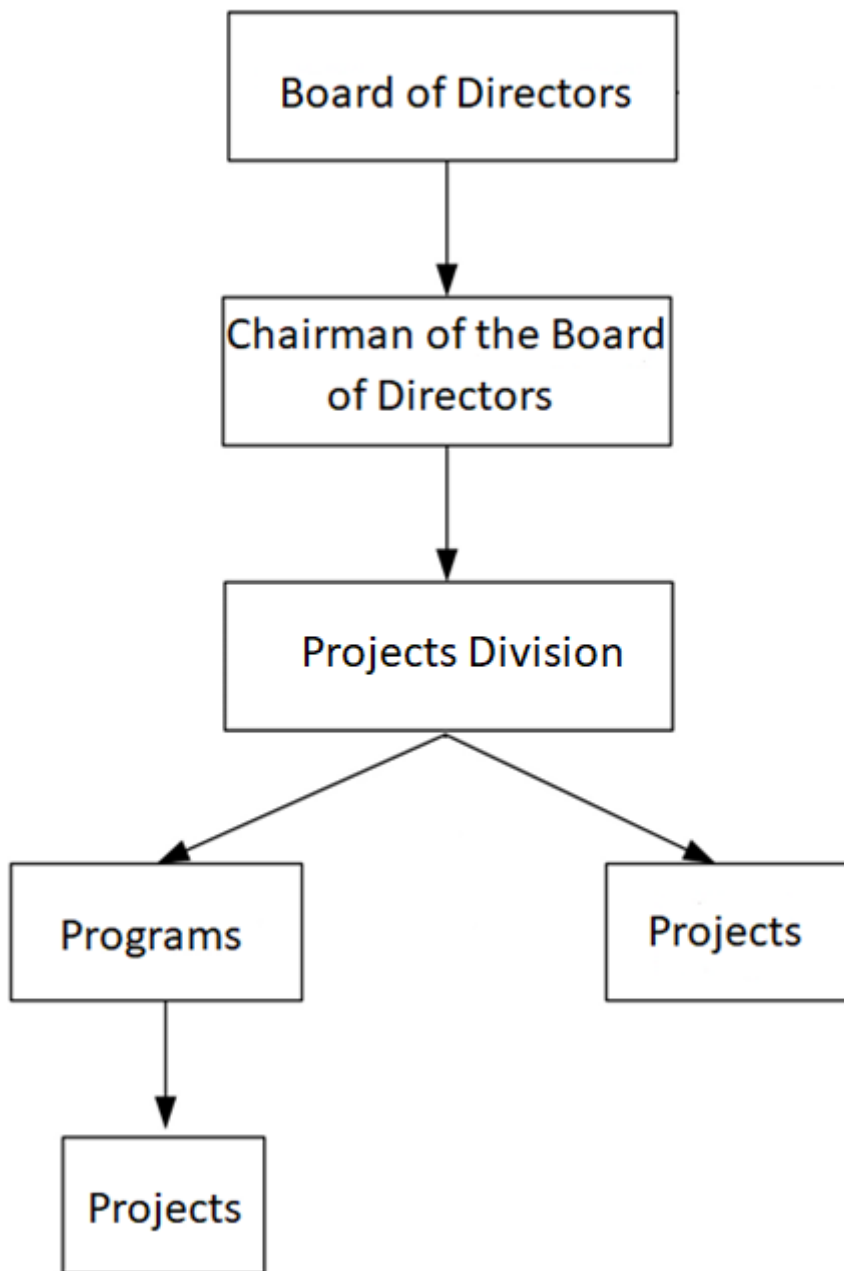 Board of Directors
Chairman of the Board
of Directors
Projects Division
Programs
Projects
Projects